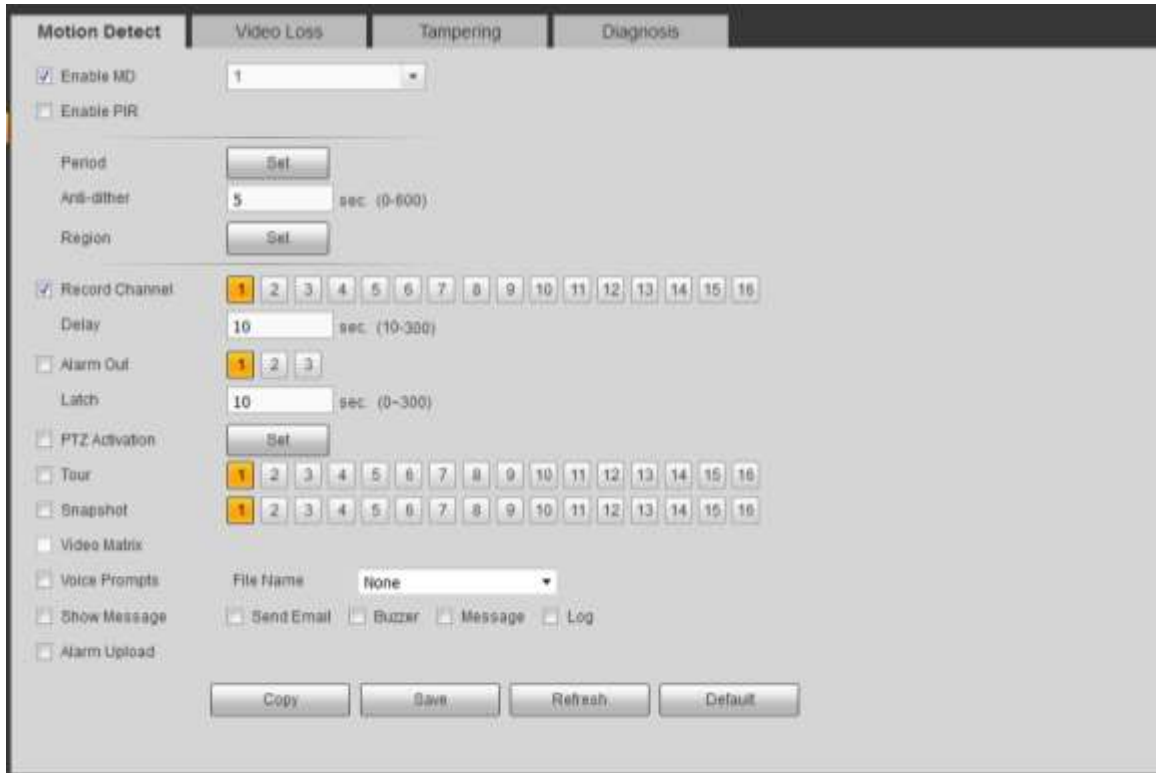 Motion Detect Video Loss Tampering Diagnosis
Enable MD 1
Enable PIR
Period Set
Anti-dither 5 sec. (0-600)
Region Set
Record Channel 1 2 3 4 5 6 7 8 9 10 11 12 13 14 15 16
Delay 10 sec. (10-300)
Alarm Out 1 2 3
Latch 10 sec. (0~300)
PTZ Activation Set
Tour 1 2 3 4 5 6 7 8 9 10 11 12 13 14 15 16
Snapshot 1 2 3 4 5 6 7 8 9 10 11 12 13 14 15 16
Video Matrix
Voice Prompts File Name None
Show Message Send Email Buzzer Message Log
Alarm Upload
Copy Save Refresh Default